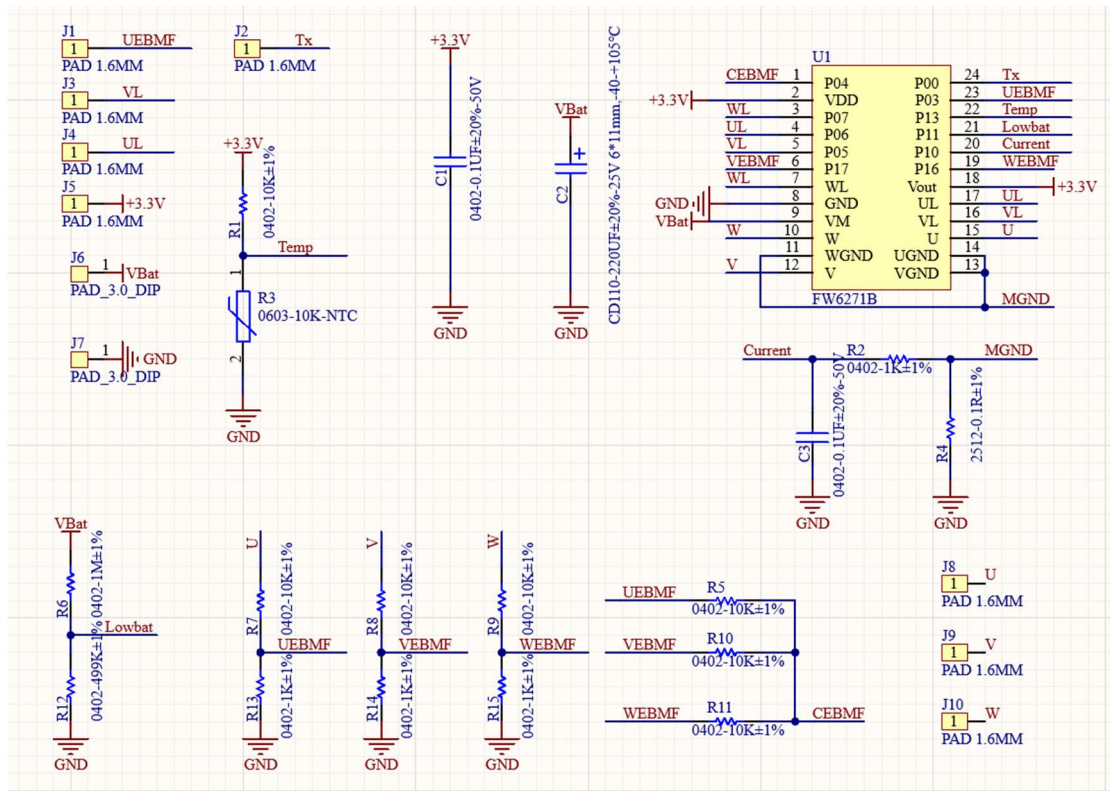 J1
1
UEBMF
PAD 1.6MM
J2
1
Tx
PAD 1.6MM
J3
1
VL
PAD 1.6MM
J4
1
UL
PAD 1.6MM
J5
1
+3.3V
PAD 1.6MM
J6
1
VBat
PAD_3.0_DIP
J7
1
GND
PAD_3.0_DIP
+3.3V
R1
0402-10K±1%
Temp
1
R3
0603-10K-NTC
2
GND
+3.3V
C1
0402-0.1UF±20%-50V
GND
VBat
+
C2
CD110-220UF±20%-25V 6*11mm,-40-+105℃
GND
U1
CEBMF 1 P04
+3.3V 2 VDD
WL 3 P07
UL 4 P06
VL 5 P05
VEBMF 6 P17
WL 7 WL
GND 8 GND
VBat 9 VM
W 10 W
11 WGND
V 12 V
P00 24 Tx
P03 23 UEBMF
P13 22 Temp
P11 21 Lowbat
P10 20 Current
P16 19 WEBMF
Vout 18 +3.3V
UL 17 UL
VL 16 VL
U 15 U
UGND 14
VGND 13
FW6271B
MGND
Current
R2
0402-1K±1%
MGND
C3
0402-0.1UF±20%-50V
GND
R4
2512-0.1R±1%
GND
VBat
R6
0402-1M±1%
Lowbat
R12
0402-499K±1%
GND
U
R7
0402-10K±1%
UEBMF
R13
0402-1K±1%
GND
V
R8
0402-10K±1%
VEBMF
R14
0402-1K±1%
GND
W
R9
0402-10K±1%
WEBMF
R15
0402-1K±1%
GND
UEBMF
R5
0402-10K±1%
VEBMF
R10
0402-10K±1%
WEBMF
R11
0402-10K±1%
CEBMF
J8
1
U
PAD 1.6MM
J9
1
V
PAD 1.6MM
J10
1
W
PAD 1.6MM